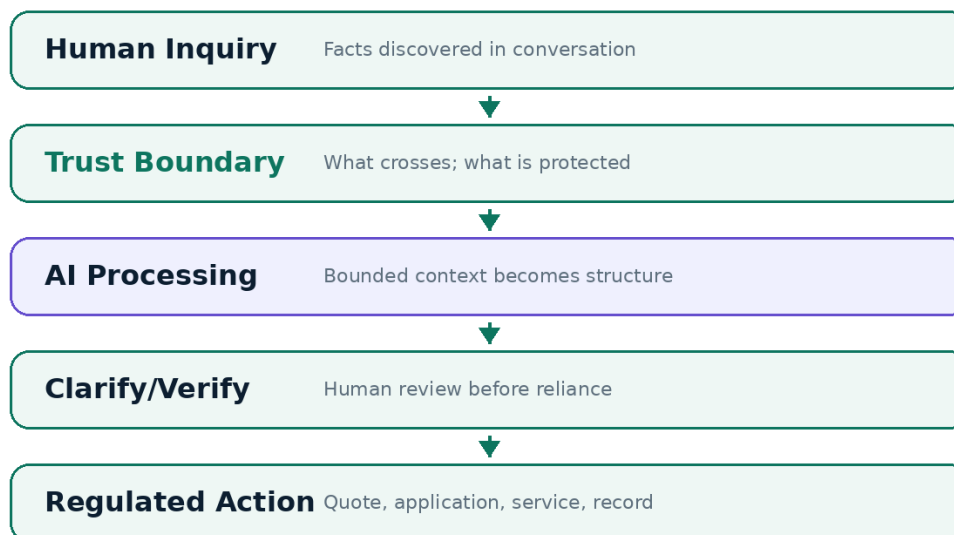 Human Inquiry Facts discovered in conversation
Trust Boundary What crosses; what is protected
AI Processing Bounded context becomes structure
Clarify/Verify Human review before reliance
Regulated Action Quote, application, service, record